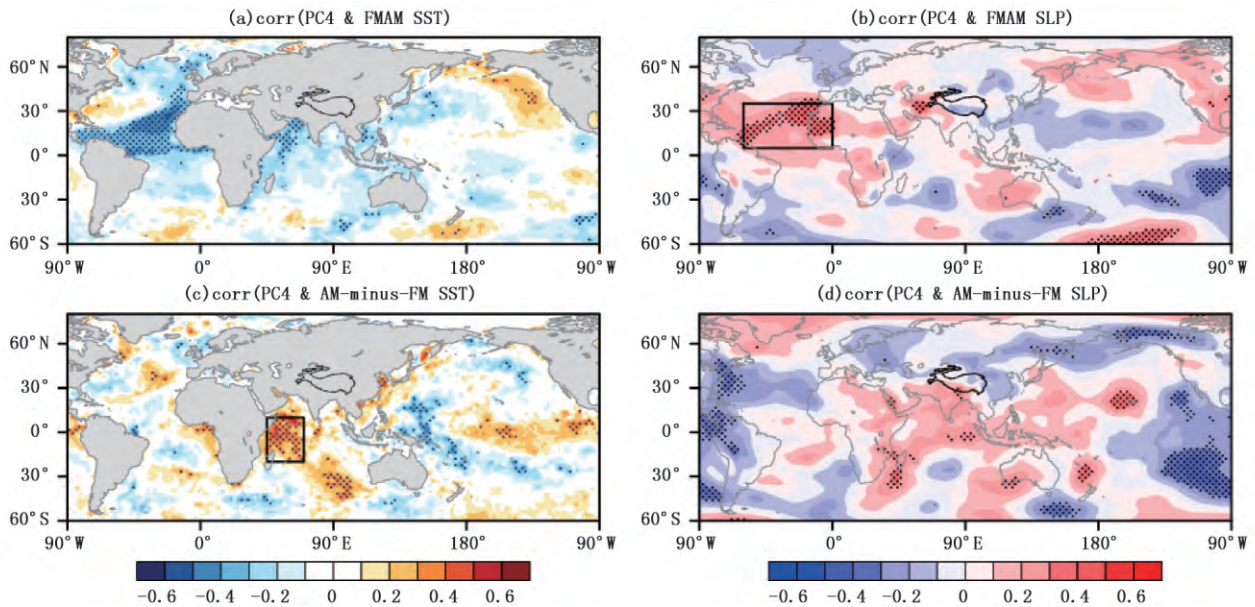 (a)corr(PC4 & FMAM SST)
(b)corr(PC4 & FMAM SLP)
60°N
30°
0°
30°
60°S
90°W 0° 90°E 180° 90°W
60°N
30°
0°
30°
60°S
90°W 0° 90°E 180° 90°W
(c)corr(PC4 & AM-minus-FM SST)
(d)corr(PC4 & AM-minus-FM SLP)
60°N
30°
0°
30°
60°S
90°W 0° 90°E 180° 90°W
60°N
30°
0°
30°
60°S
90°W 0° 90°E 180° 90°W
-0.6 -0.4 -0.2 0 0.2 0.4 0.6
-0.6 -0.4 -0.2 0 0.2 0.4 0.6